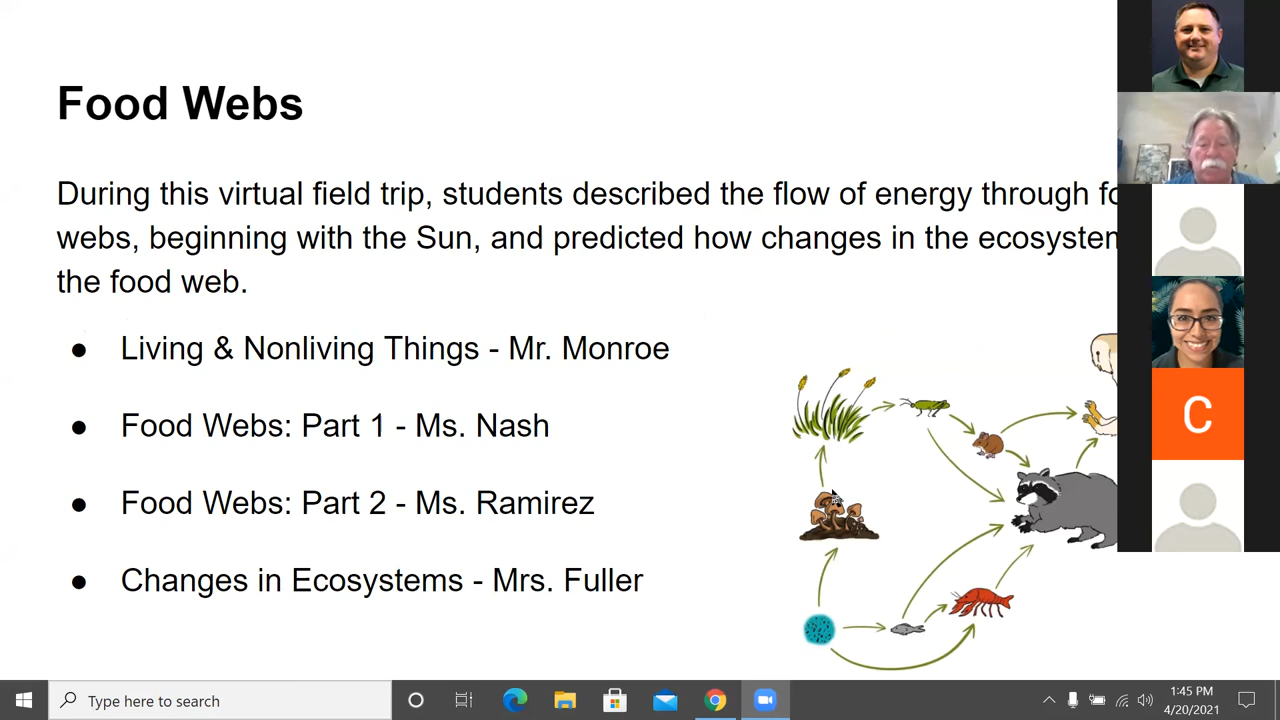 Food Webs
During this virtual field trip, students described the flow of energy through
webs, beginning with the Sun, and predicted how changes in the
the food web.
● Living & Nonliving Things - Mr. Monroe
● Food Webs: Part 1 - Ms. Nash
● Food Webs: Part 2 - Ms. Ramirez
● Changes in Ecosystems - Mrs. Fuller
C
Type here to search
1:45 PM
4/20/2021